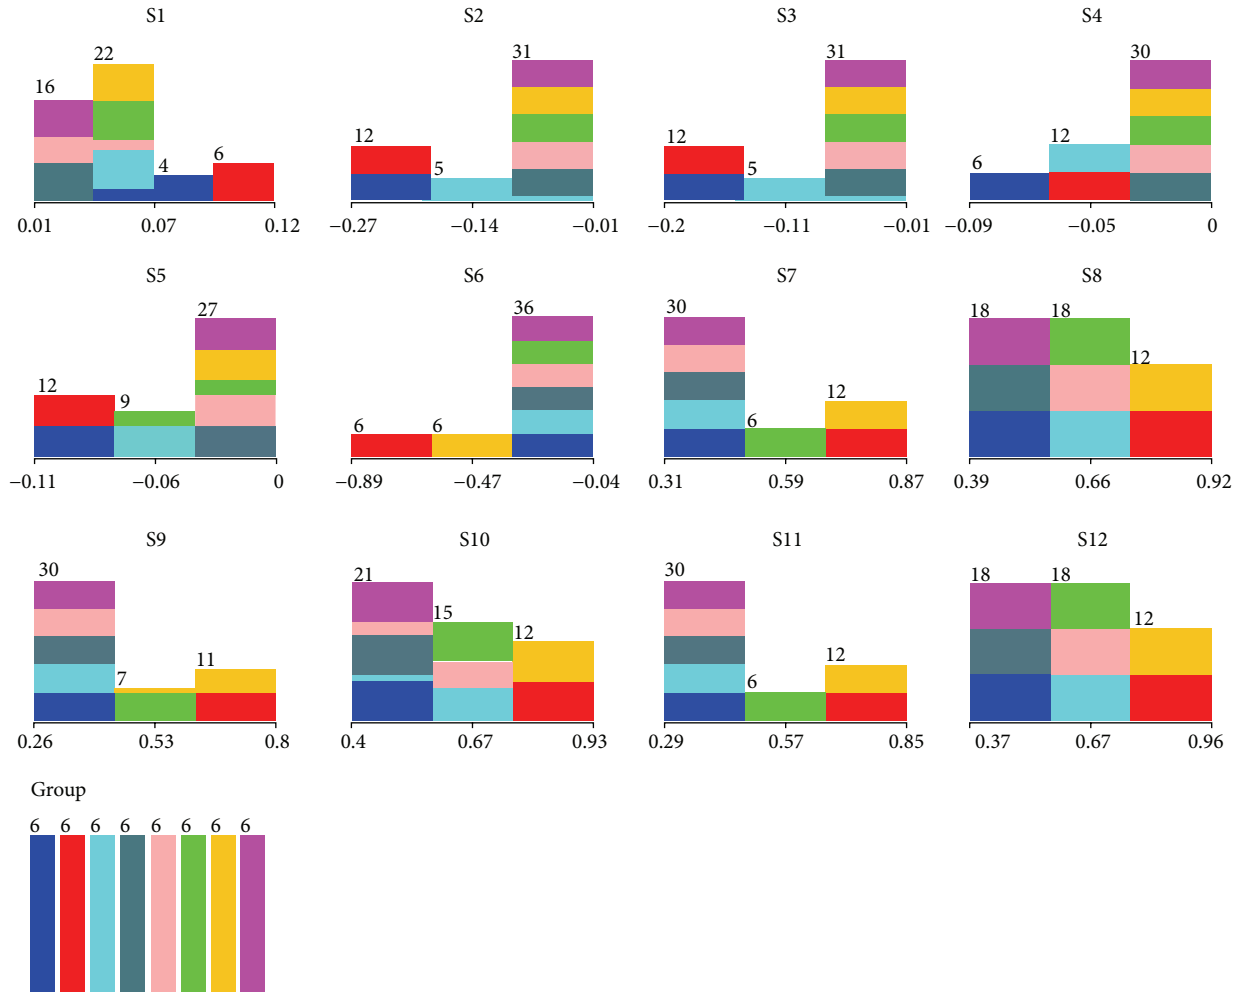 S1 S2 S3 S4
16 22 4 6 12 5 31 12 5 31 6 12 30
0.01 0.07 0.12 −0.27 −0.14 −0.01 −0.2 −0.11 −0.01 −0.09 −0.05 0
S5 S6 S7 S8
12 9 27 6 6 36 30 6 12 18 18 12
−0.11 −0.06 0 −0.89 −0.47 −0.04 0.31 0.59 0.87 0.39 0.66 0.92
S9 S10 S11 S12
30 7 11 21 15 12 30 6 12 18 18 12
0.26 0.53 0.8 0.4 0.67 0.93 0.29 0.57 0.85 0.37 0.67 0.96
Group
6 6 6 6 6 6 6 6